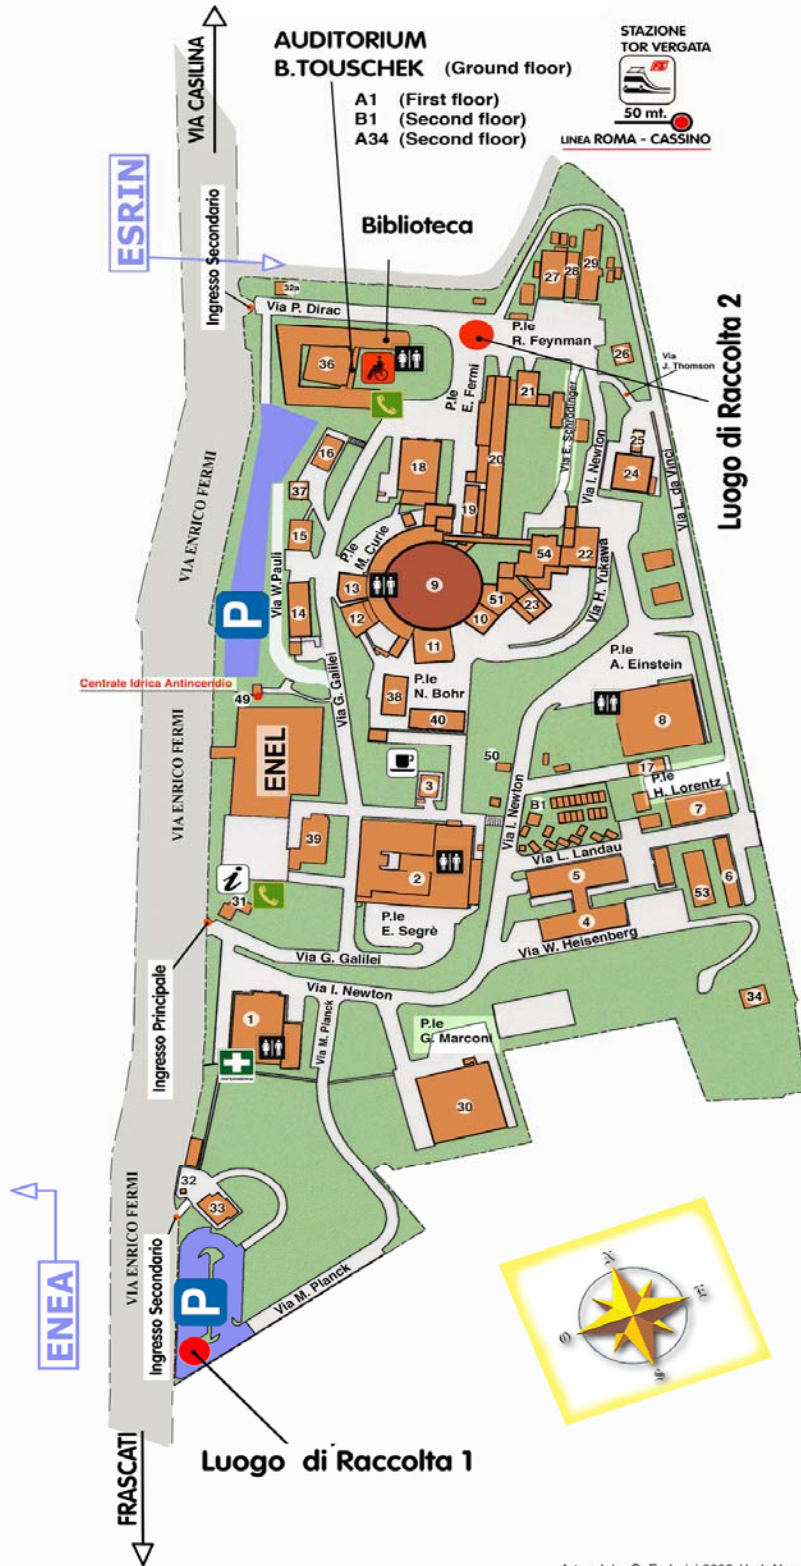 VIA CASILINA
AUDITORIUM
B.TOUSCHEK (Ground floor)
A1 (First floor)
B1 (Second floor)
A34 (Second floor)
STAZIONE
TOR VERGATA
50 mt.
LINEA ROMA - CASSINO
ESRIN
Ingresso Secondario
Biblioteca
32a
Via P. Dirac
27
28
29
P.le
R. Feynman
Luogo di Raccolta 2
26
Via
J. Thomson
36
P.le
E. Fermi
21
Via E. Schrödinger
Via I. Newton
25
24
Via L. da Vinci
16
18
20
37
19
15
P.le
M. Curie
VIA ENRICO FERMI
Via W.Pauli
54
22
13
9
51
Via H. Yukawa
P
14
12
10
23
11
P.le
A. Einstein
Centrale Idrica Antincendio
49
Via G. Galilei
38
P.le
N. Bohr
40
8
ENEL
VIA ENRICO FERMI
50
17
3
Via I. Newton
B1
P.le
H. Lorentz
7
39
Via L. Landau
i
2
5
6
31
53
P.le
E. Segrè
4
Via G. Galilei
Via W. Heisenberg
Ingresso Principale
Via I. Newton
34
1
Via M. Planck
P.le
G. Marconi
30
32
33
VIA ENRICO FERMI
Ingresso Secondario
ENEA
P
Via M. Planck
N
E
O
S
FRASCATI
Luogo di Raccolta 1